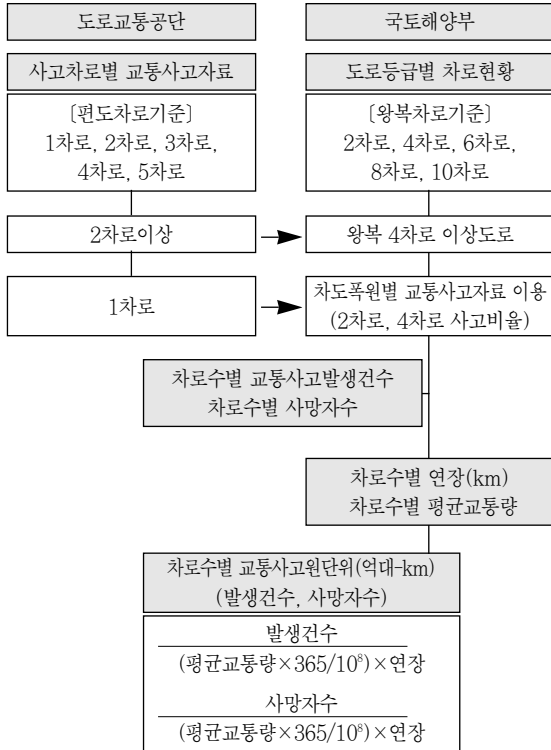 도로교통공단
국토해양부
사고차로별 교통사고자료
도로등급별 차로현황
〔편도차로기준〕
1차로, 2차로, 3차로,
4차로, 5차로
〔왕복차로기준〕
2차로, 4차로, 6차로,
8차로, 10차로
2차로이상
왕복 4차로 이상도로
1차로
차도폭원별 교통사고자료 이용
(2차로, 4차로 사고비율)
차로수별 교통사고발생건수
차로수별 사망자수
차로수별 연장(km)
차로수별 평균교통량
차로수별 교통사고원단위(억대-km)
(발생건수, 사망자수)
발생건수
(평균교통량×365/10⁸)×연장
사망자수
(평균교통량×365/10⁸)×연장